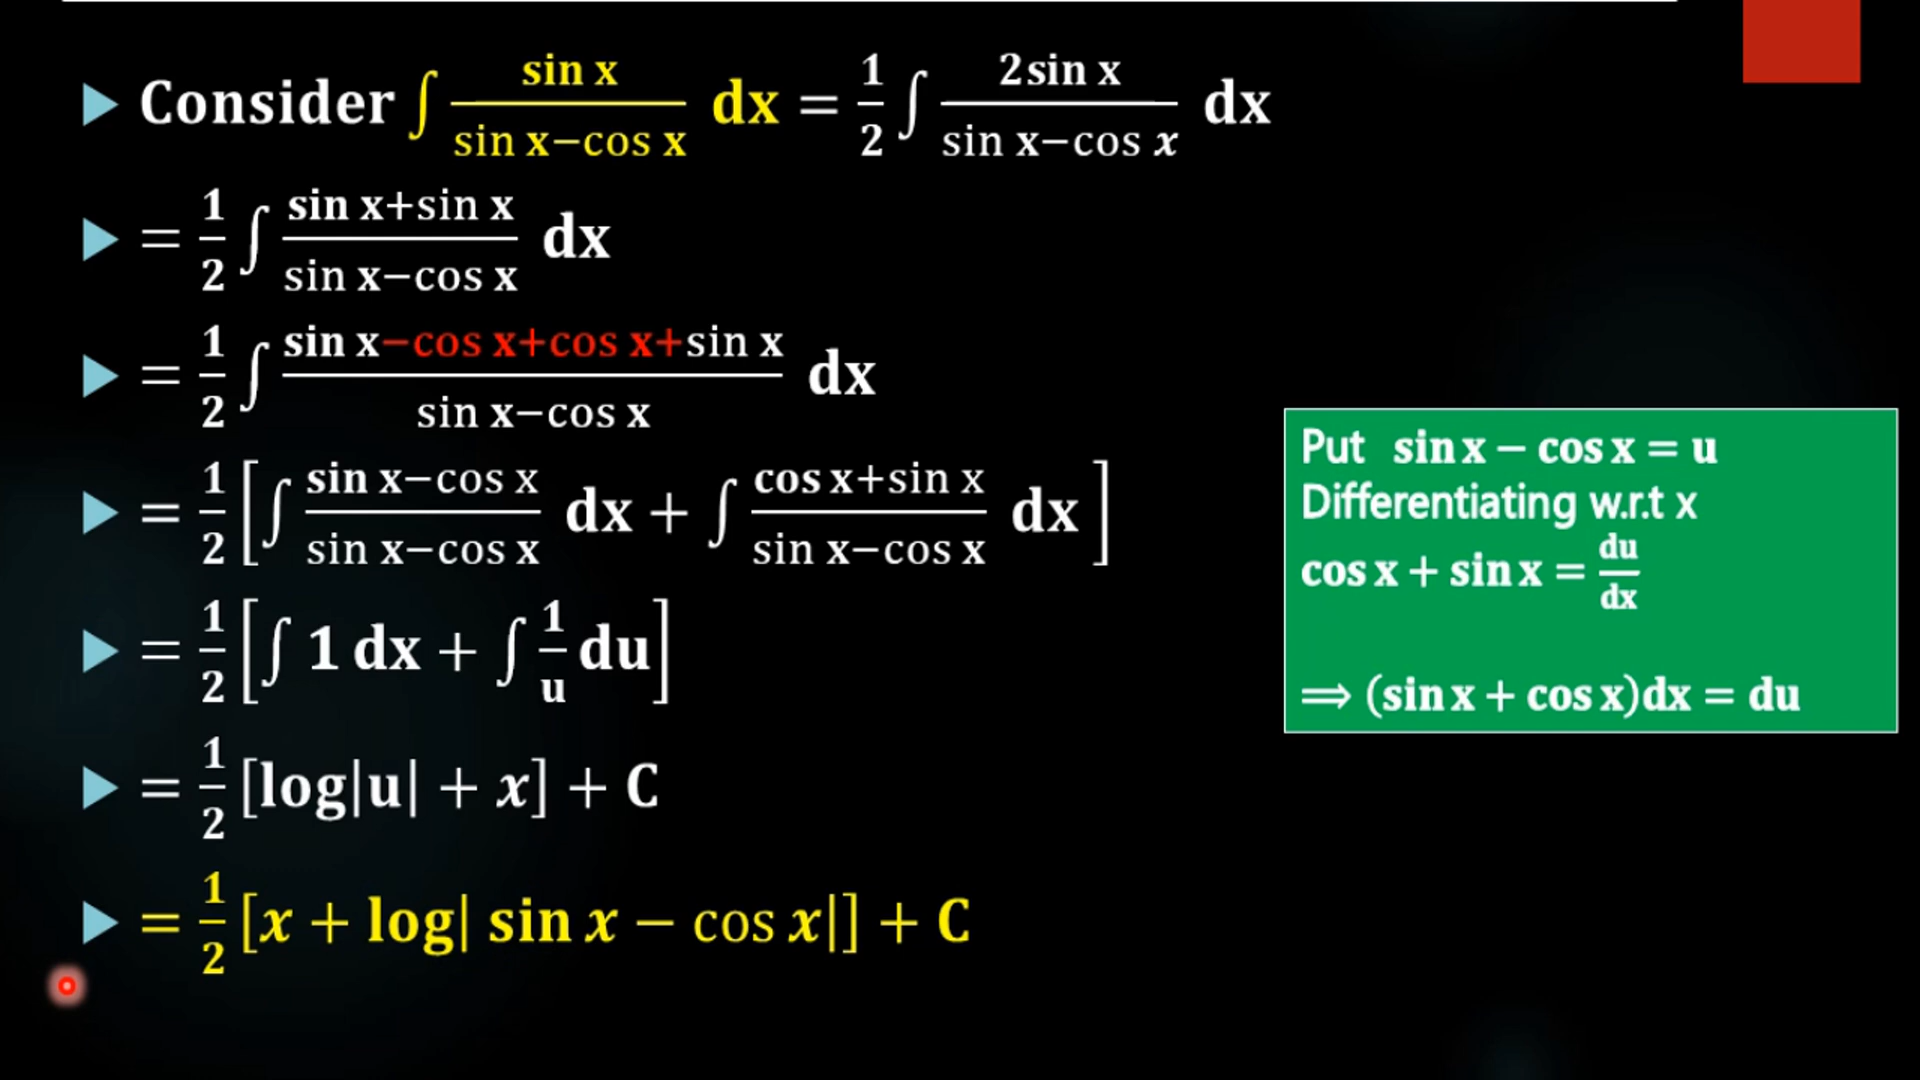 Consider ∫ sin x / sin x−cos x dx = 1/2 ∫ 2sin x / sin x−cos x dx
= 1/2 ∫ sin x+sin x / sin x−cos x dx
= 1/2 ∫ sin x−cos x+cos x+sin x / sin x−cos x dx
= 1/2 [∫ sin x−cos x / sin x−cos x dx + ∫ cos x+sin x / sin x−cos x dx]
= 1/2 [∫ 1 dx + ∫ 1/u du]
= 1/2 [log|u| + x] + C
= 1/2 [x + log| sin x − cos x|] + C
Put sin x − cos x = u
Differentiating w.r.t x
cos x + sin x = du/dx
⟹ (sin x + cos x)dx = du